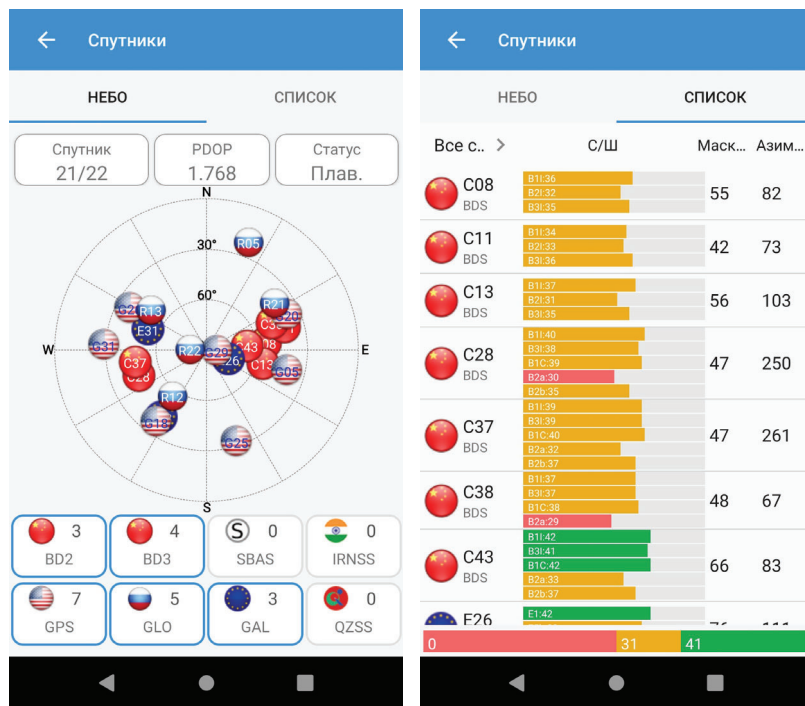 Спутники
НЕБО
СПИСОК
Спутник
21/22
PDOP
1.768
Статус
Плав.
N
30°
60°
W
E
S
R05
R13
E31
G31
R22
G29
E26
C43
C13
G05
R21
G20
C37
C28
R12
G18
G25
3
BD2
4
BD3
S
0
SBAS
0
IRNSS
7
GPS
5
GLO
3
GAL
0
QZSS
Спутники
НЕБО
СПИСОК
Все с..
С/Ш
Маск... Азим...
C08
BDS
B1I:36
B2I:32
B3I:35
55
82
C11
BDS
B1I:34
B2I:33
B3I:36
42
73
C13
BDS
B1I:37
B2I:31
B3I:35
56
103
C28
BDS
B1I:40
B3I:38
B1C:39
B2a:30
B2b:35
47
250
C37
BDS
B1I:39
B3I:39
B1C:40
B2a:32
B2b:37
47
261
C38
BDS
B1I:37
B3I:37
B1C:38
B2a:29
48
67
C43
BDS
B1I:42
B3I:41
B1C:42
B2a:33
B2b:37
66
83
E26
E1:42
0
31
41